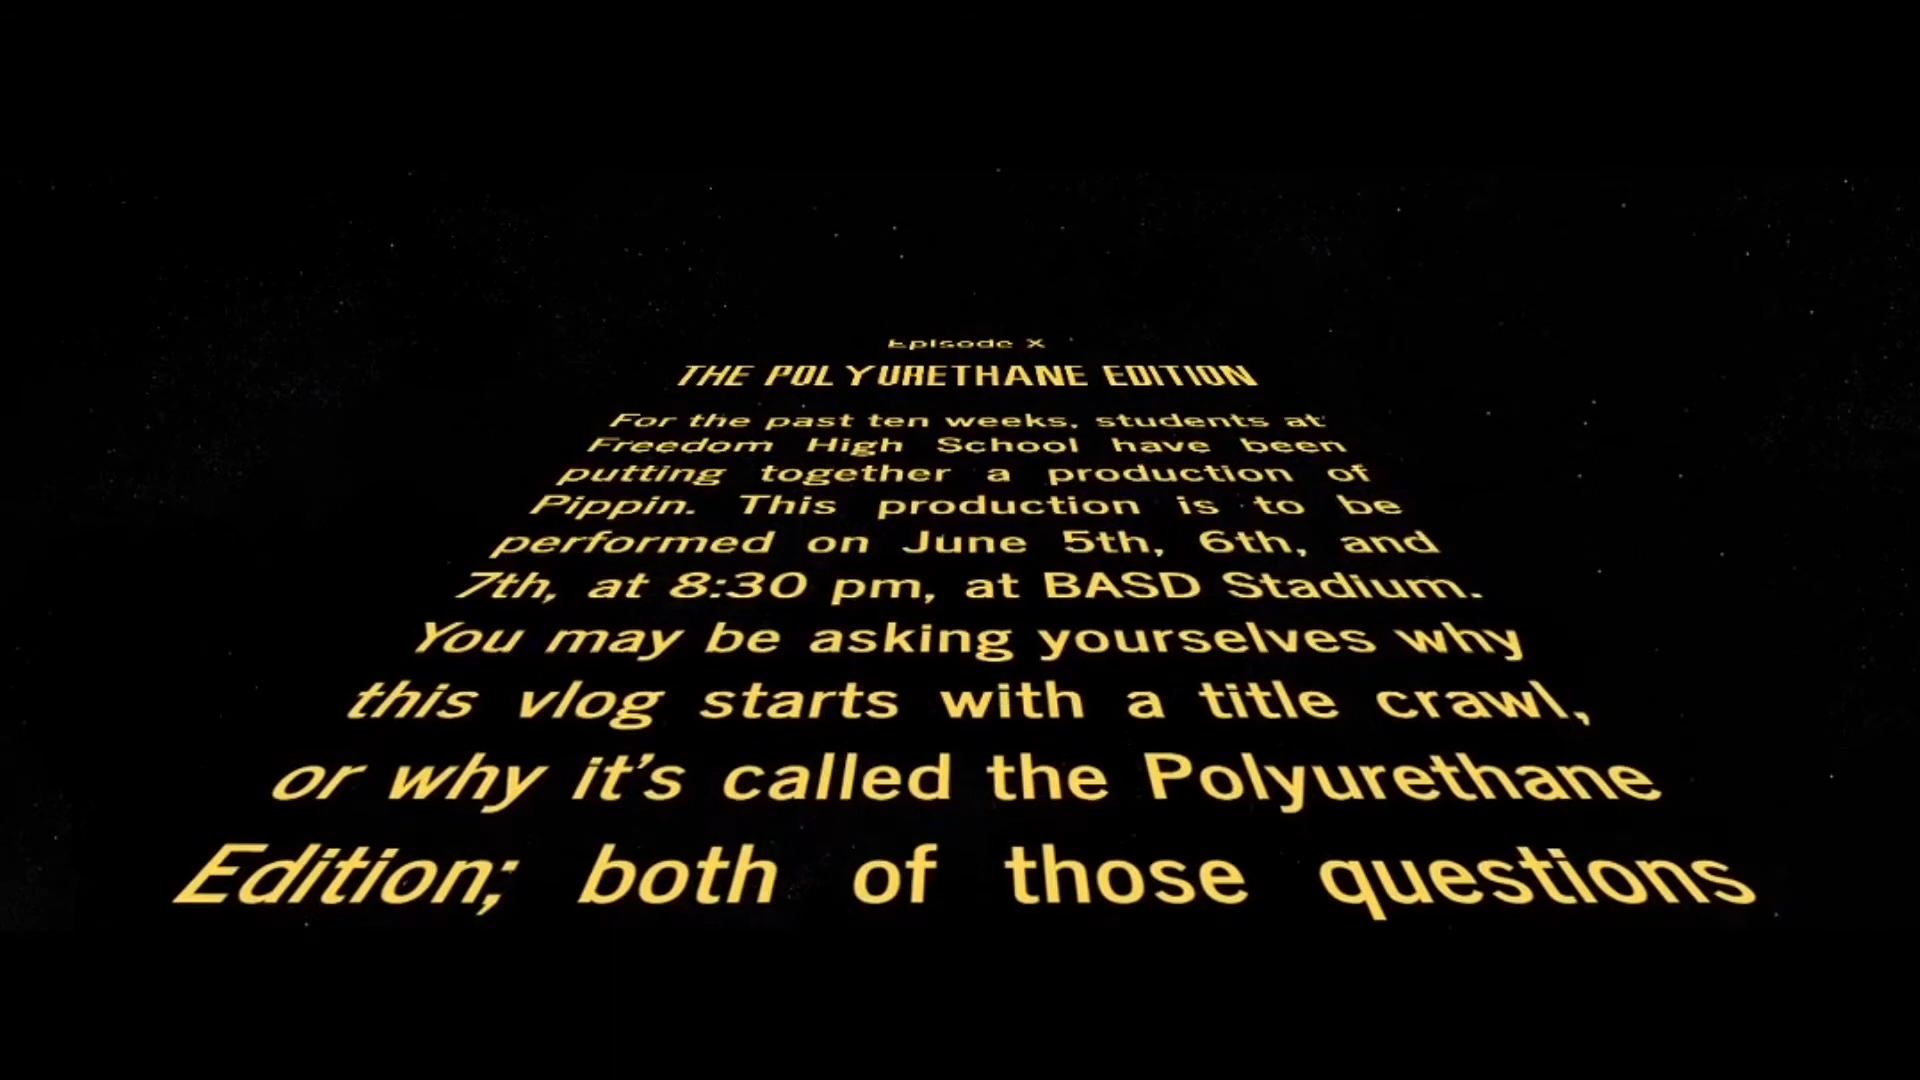 Episode X
THE POLYURETHANE EDITION
For the past ten weeks, students at
Freedom High School have been
putting together a production of
Pippin. This production is to be
performed on June 5th, 6th, and
7th, at 8:30 pm, at BASD Stadium.
You may be asking yourselves why
this vlog starts with a title crawl,
or why it's called the Polyurethane
Edition; both of those questions